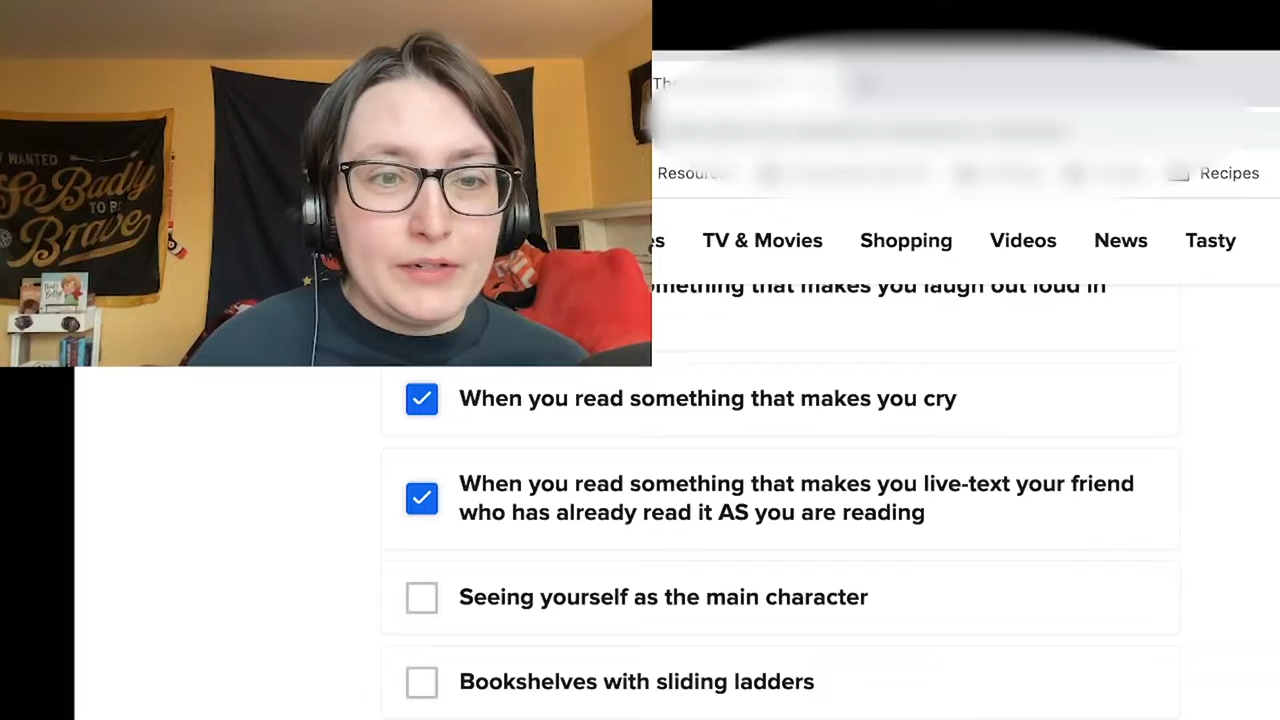 WANTED
So Badly
TO BE
Brave
Resourc
Recipes
es TV & Movies Shopping Videos News Tasty
mething that makes you laugh out loud in
When you read something that makes you cry
When you read something that makes you live-text your friend
who has already read it AS you are reading
Seeing yourself as the main character
Bookshelves with sliding ladders